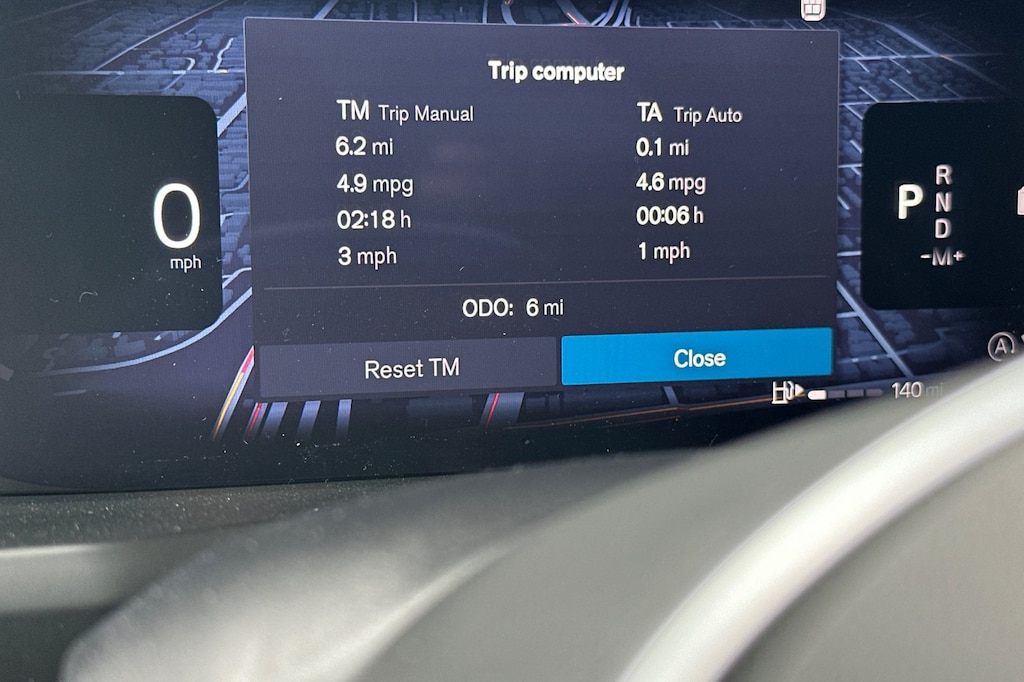 Trip computer
TM Trip Manual
6.2 mi
4.9 mpg
02:18 h
3 mph
TA Trip Auto
0.1 mi
4.6 mpg
00:06 h
1 mph
ODO: 6 mi
Reset TM
Close
0
mph
P
R
N
D
-M+
A
140 mi